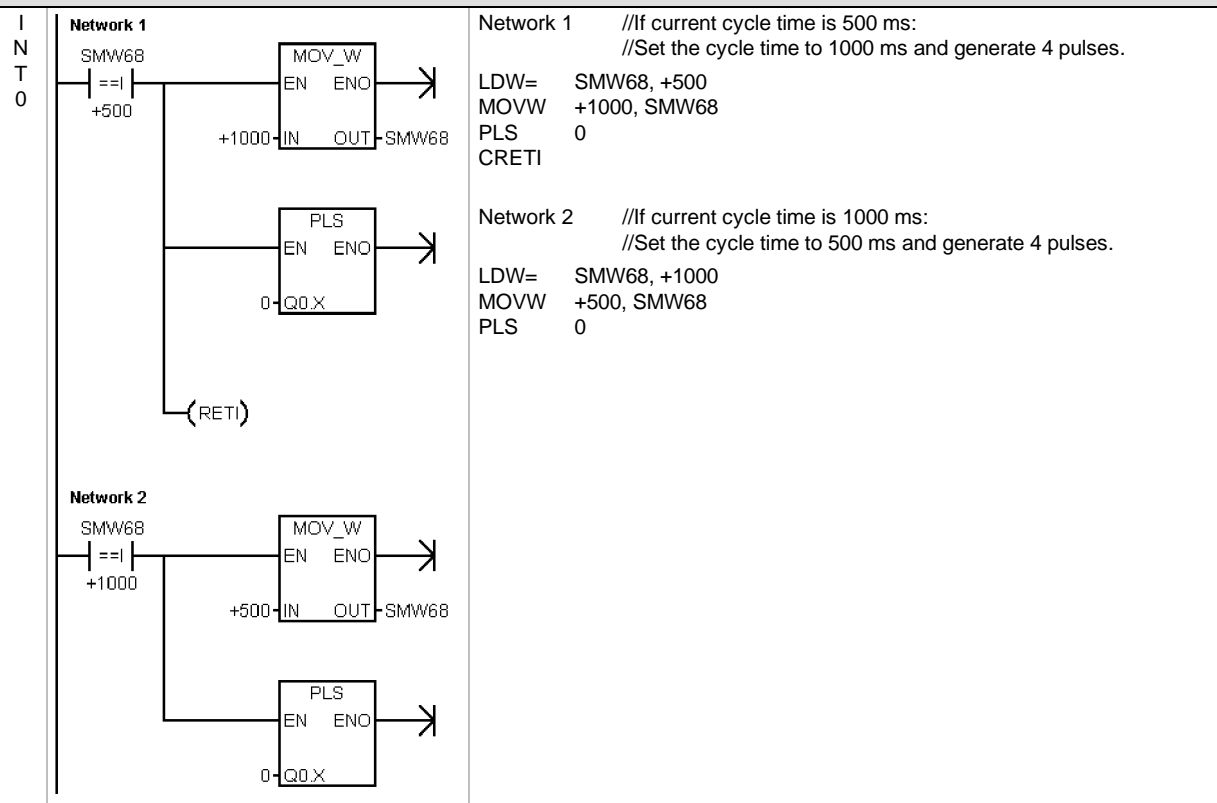 I
N
T
0
Network 1
SMW68
==I
+500
MOV_W
EN ENO
+1000 IN OUT SMW68
PLS
EN ENO
0 Q0.X
RETI
Network 2
SMW68
==I
+1000
MOV_W
EN ENO
+500 IN OUT SMW68
PLS
EN ENO
0 Q0.X
Network 1 //If current cycle time is 500 ms:
//Set the cycle time to 1000 ms and generate 4 pulses.
LDW= SMW68, +500
MOVW +1000, SMW68
PLS 0
CRETI
Network 2 //If current cycle time is 1000 ms:
//Set the cycle time to 500 ms and generate 4 pulses.
LDW= SMW68, +1000
MOVW +500, SMW68
PLS 0